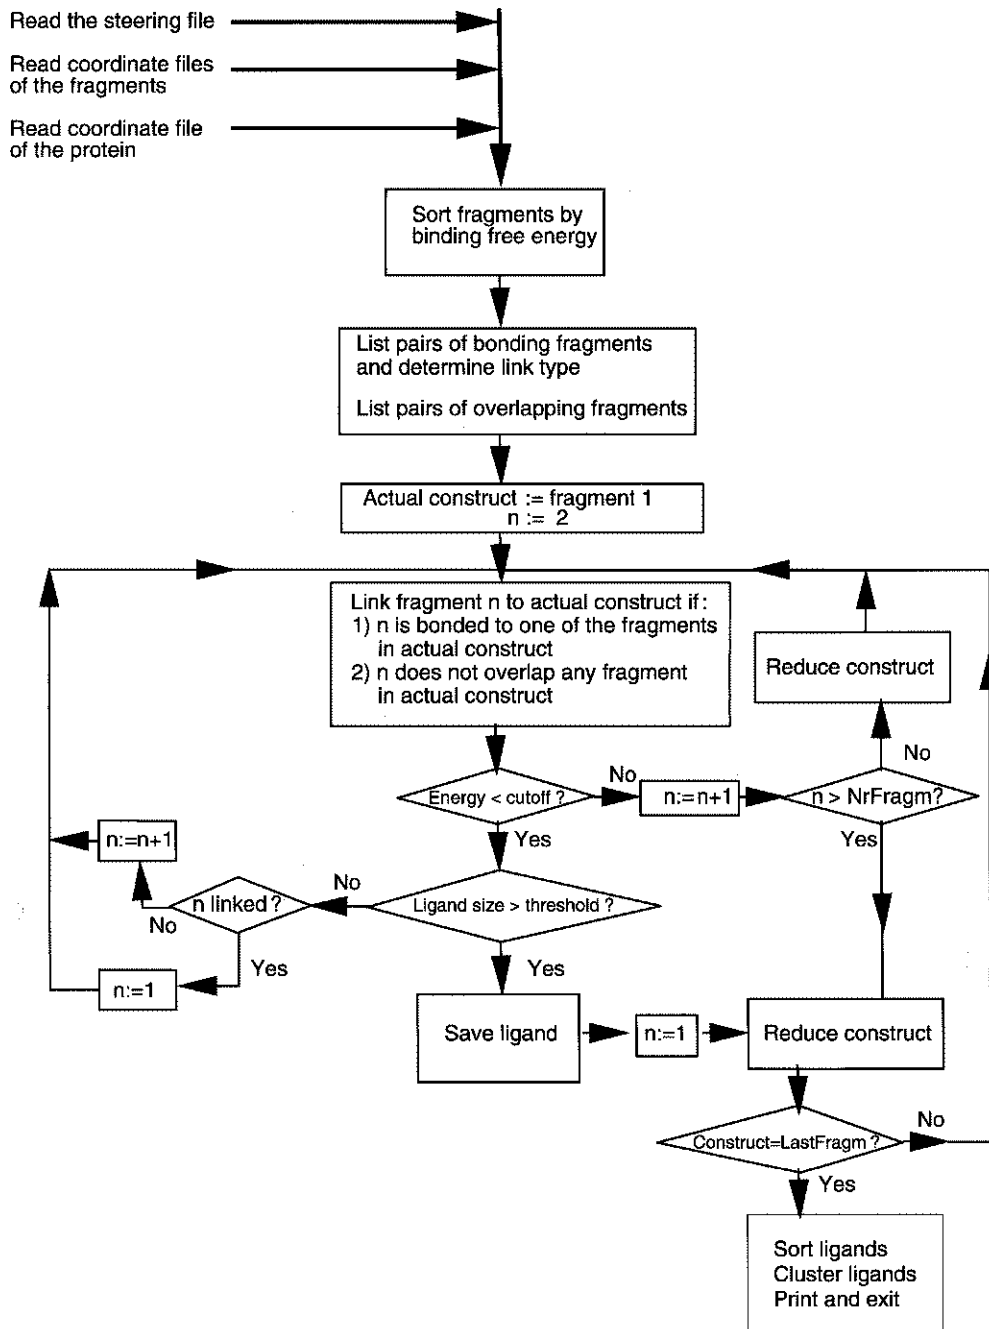 Read the steering file
Read coordinate files
of the fragments
Read coordinate file
of the protein
Sort fragments by
binding free energy
List pairs of bonding fragments
and determine link type
List pairs of overlapping fragments
Actual construct := fragment 1
n := 2
Link fragment n to actual construct if:
1) n is bonded to one of the fragments
in actual construct
2) n does not overlap any fragment
in actual construct
Reduce construct
No
Energy < cutoff ?
No
n:=n+1
n > NrFragm?
Yes
Yes
n:=n+1
No
n linked ?
No
Ligand size > threshold ?
Yes
n:=1
Yes
Save ligand
n:=1
Reduce construct
Construct=LastFragm ?
No
Yes
Sort ligands
Cluster ligands
Print and exit